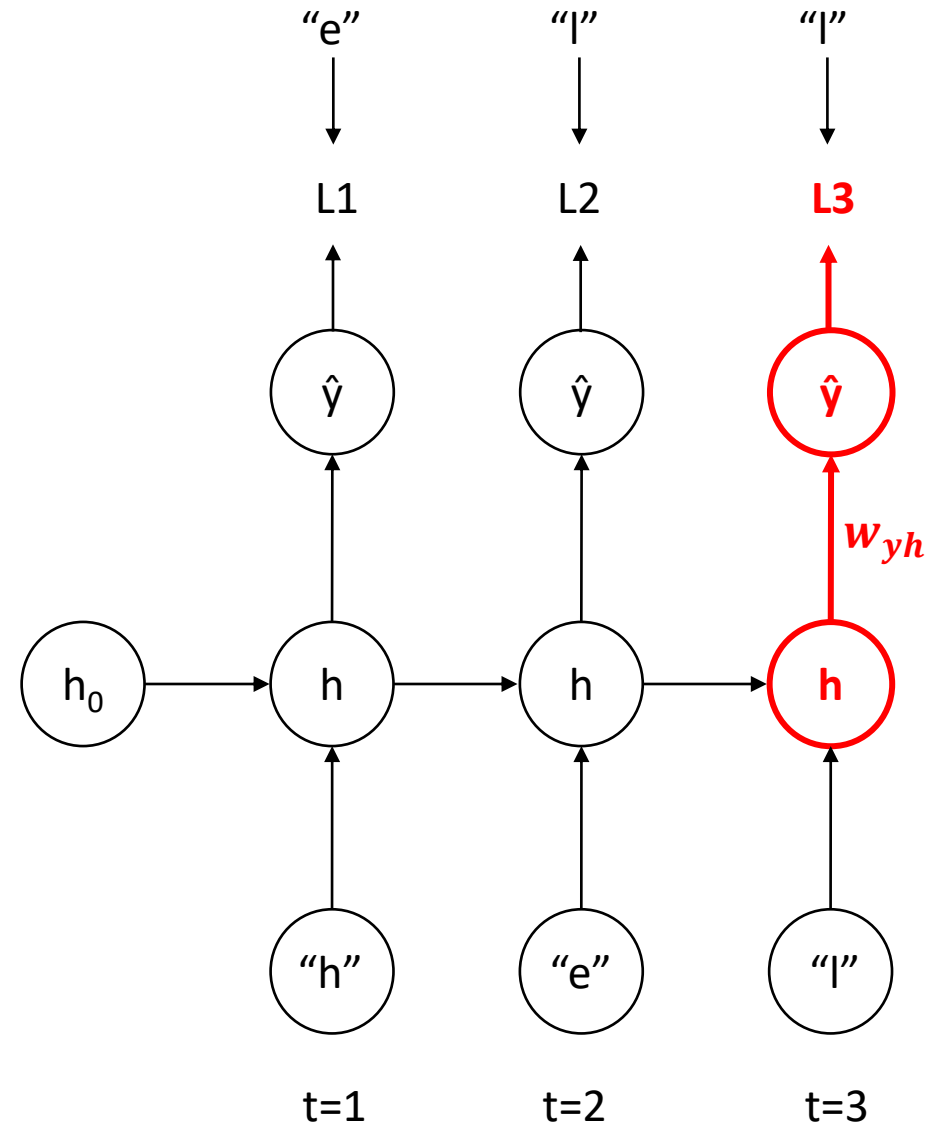 “e” “l” “l”
L1 L2 L3
ŷ ŷ ŷ
w_yh
h₀ h h h
“h” “e” “l”
t=1 t=2 t=3